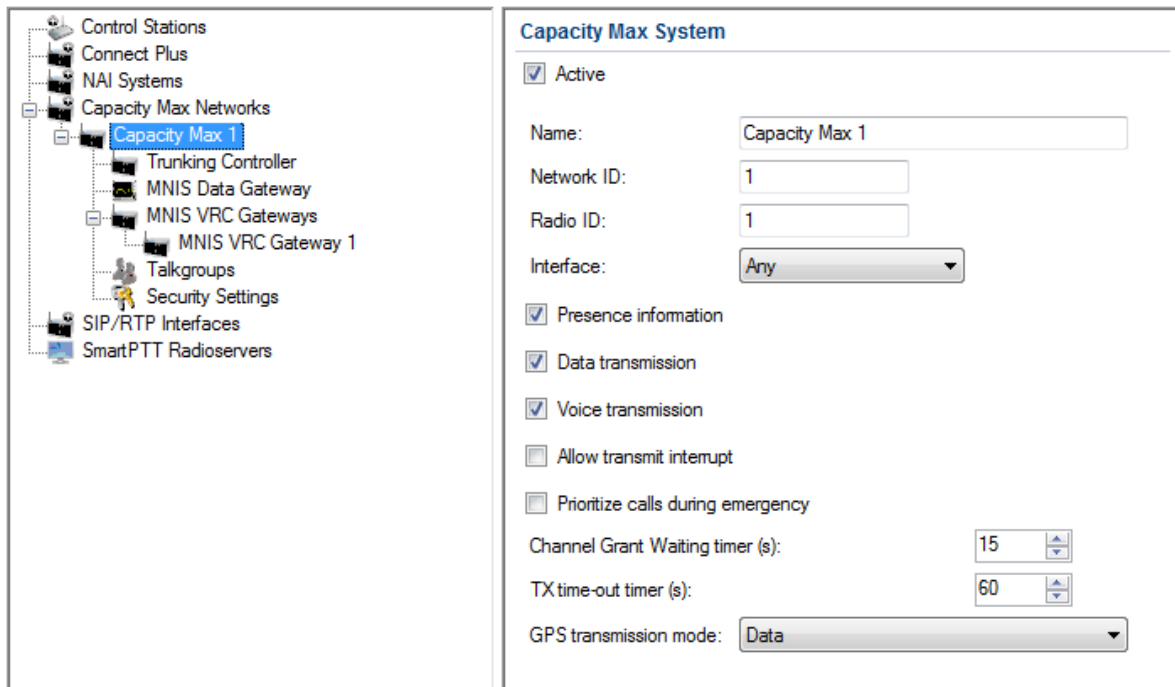 Control Stations
Connect Plus
NAI Systems
Capacity Max Networks
Capacity Max 1
Trunking Controller
MNIS Data Gateway
MNIS VRC Gateways
MNIS VRC Gateway 1
Talkgroups
Security Settings
SIP/RTP Interfaces
SmartPTT Radioservers
Capacity Max System
Active
Name: Capacity Max 1
Network ID: 1
Radio ID: 1
Interface: Any
Presence information
Data transmission
Voice transmission
Allow transmit interrupt
Prioritize calls during emergency
Channel Grant Waiting timer (s): 15
TX time-out timer (s): 60
GPS transmission mode: Data